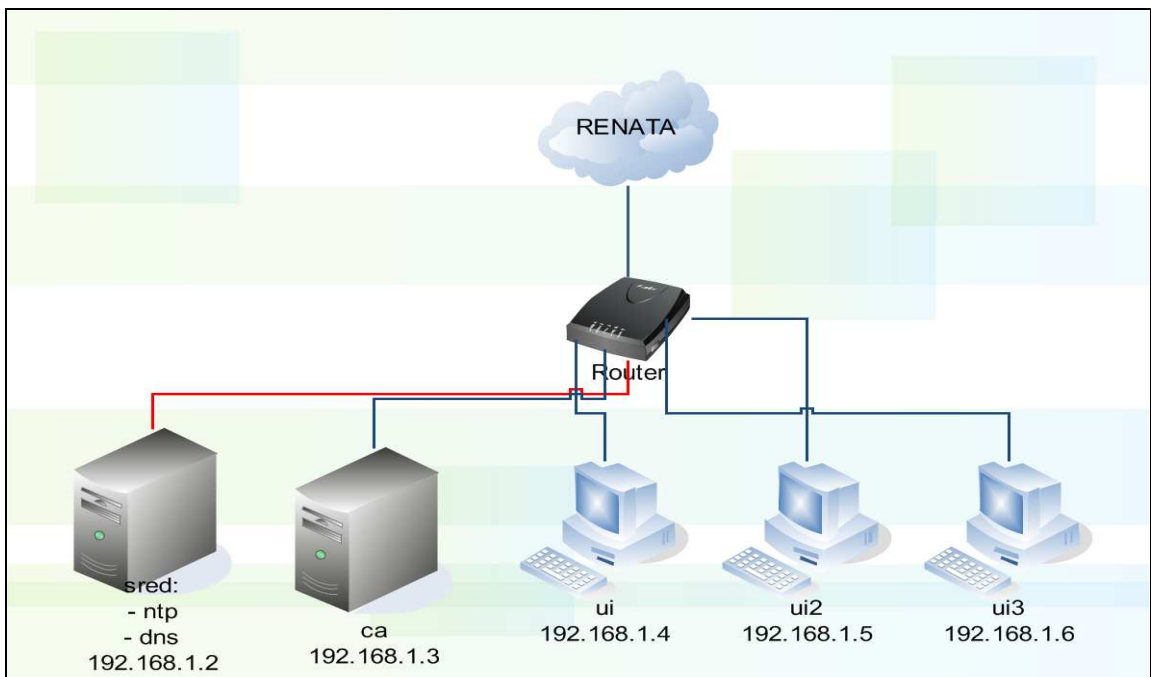 RENATA
Router
sred:
- ntp
- dns
192.168.1.2
ca
192.168.1.3
ui
192.168.1.4
ui2
192.168.1.5
ui3
192.168.1.6